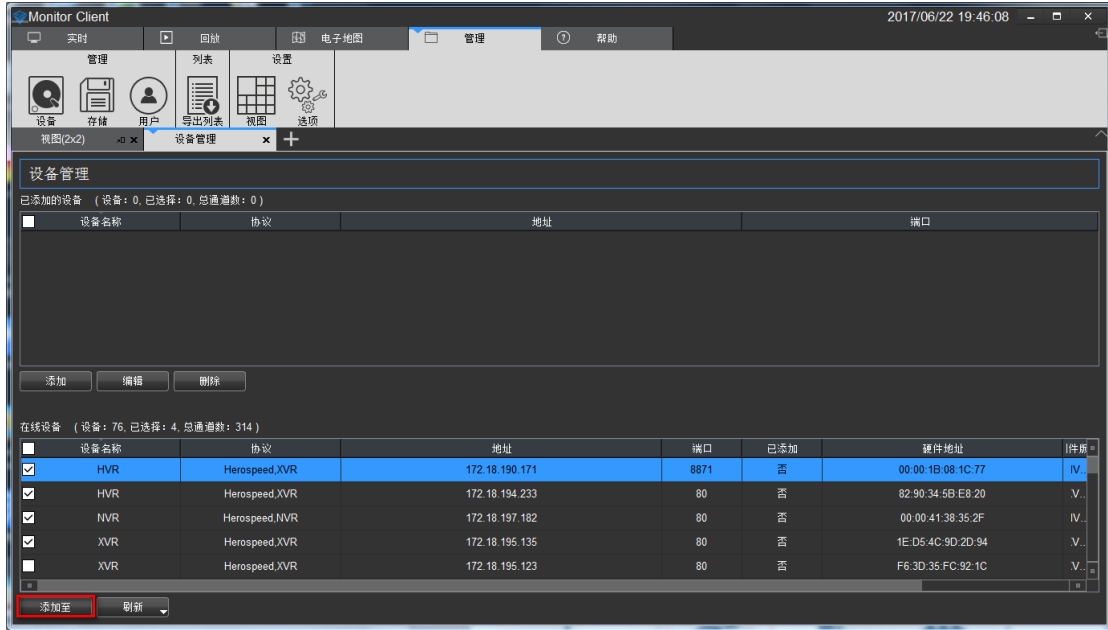 Monitor Client 2017/06/22 19:46:08
实时 回放 电子地图 管理 帮助
管理 列表 设置
设备 存储 用户 导出列表 视图 选项
视图(2x2) 设备管理
设备管理
已添加的设备 (设备: 0, 已选择: 0, 总通道数: 0)
设备名称 协议 地址 端口
添加 编辑 删除
在线设备 (设备: 76, 已选择: 4, 总通道数: 314)
设备名称 协议 地址 端口 已添加 硬件地址
HVR Herospeed,XVR 172.18.190.171 8871 否 00:00:1B:08:1C:77 IV..
HVR Herospeed,XVR 172.18.194.233 80 否 82:90:34:5B:E8:20 .V..
NVR Herospeed,NVR 172.18.197.182 80 否 00:00:41:38:35:2F IV..
XVR Herospeed,XVR 172.18.195.135 80 否 1E:D5:4C:9D:2D:94 .V..
XVR Herospeed,XVR 172.18.195.123 80 否 F6:3D:35:FC:92:1C .V..
添加至 刷新